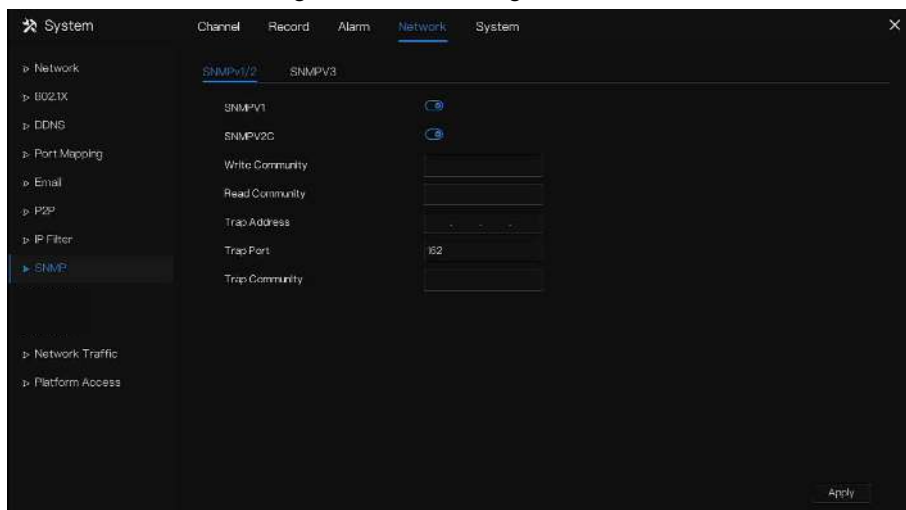 System Channel Record Alarm Network System
Network
802.1X
DDNS
Port Mapping
Email
P2P
IP Filter
SNMP
Network Traffic
Platform Access
SNMPv1/2 SNMPV3
SNMPV1
SNMPV2C
Write Community
Read Community
Trap Address . . .
Trap Port 162
Trap Community
Apply